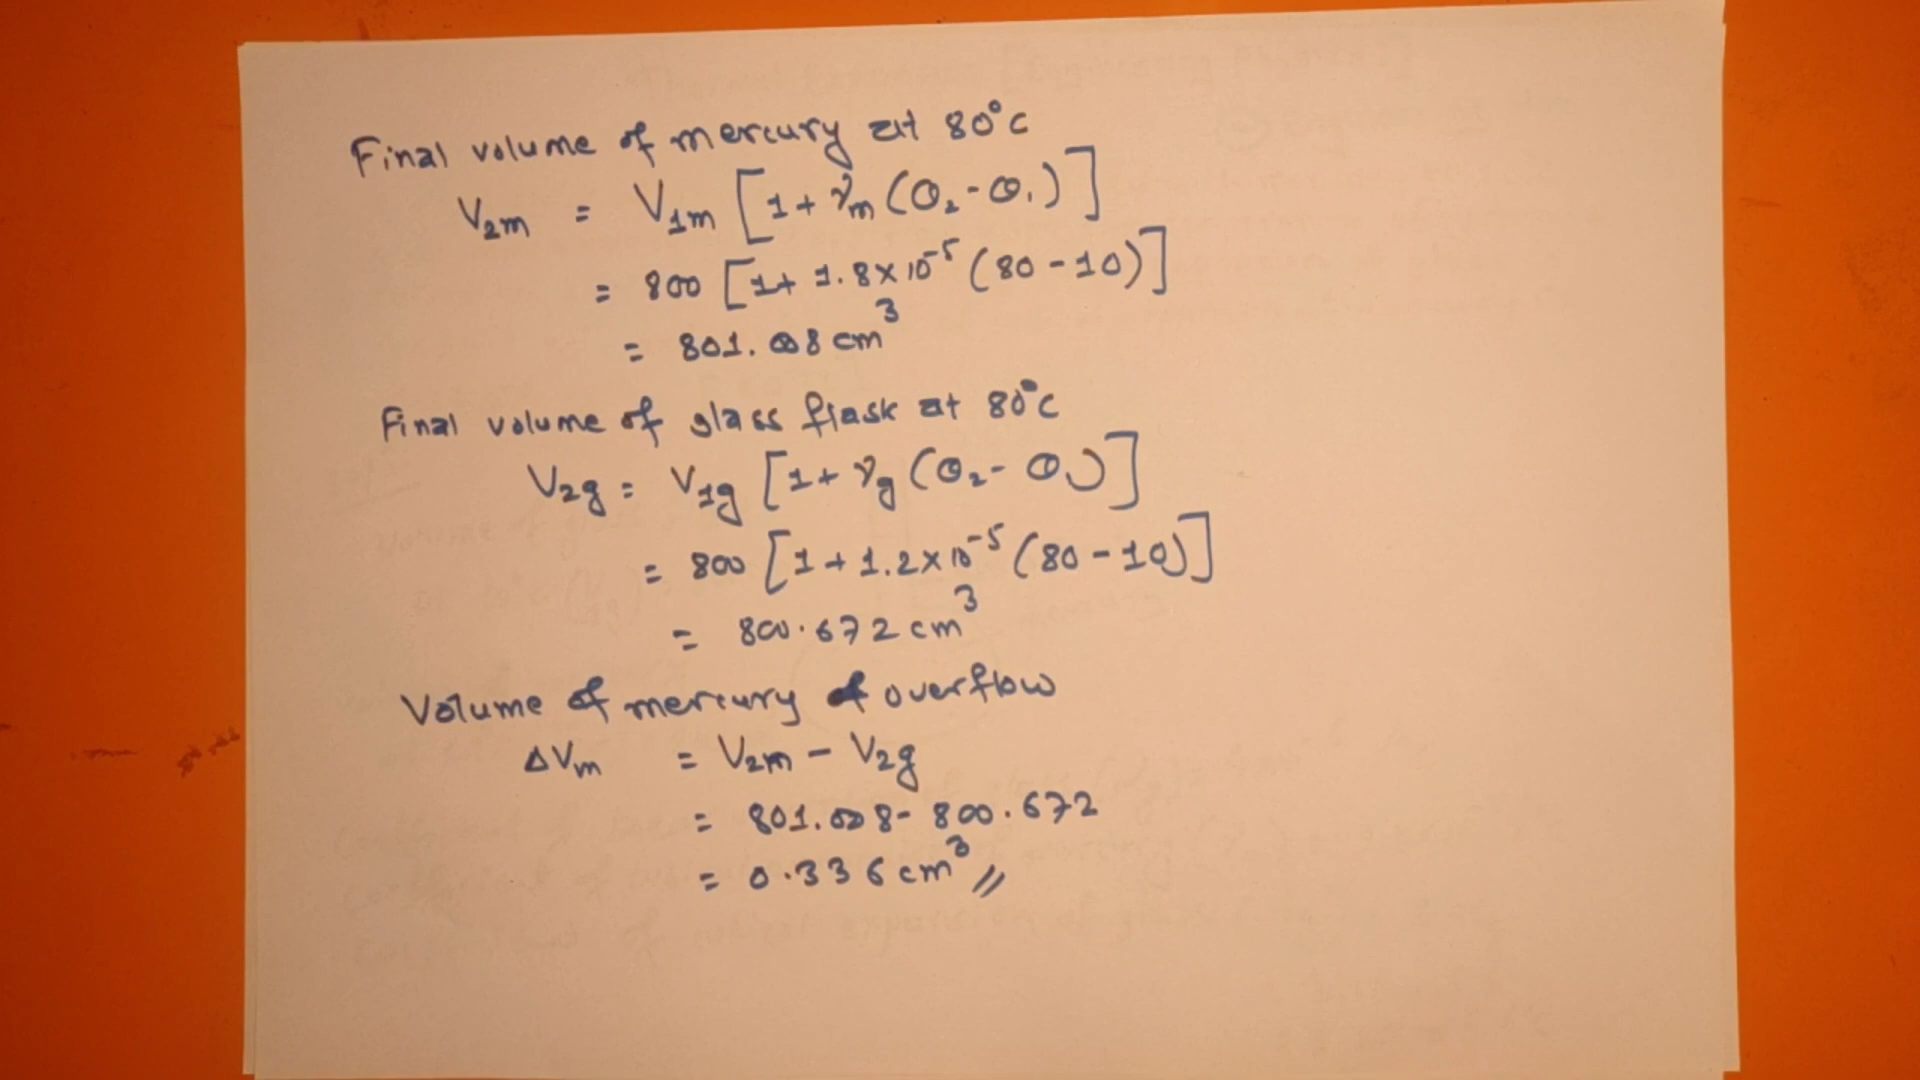 Final volume of mercury at 80°c
V₂m = V₁m [1 + γm (θ₂ - θ₁)]
= 800 [1 + 1.8 × 10⁻⁵ (80 - 10)]
= 801.008 cm³
Final volume of glass flask at 80°c
V₂g = V₁g [1 + γg (θ₂ - θ₁)]
= 800 [1 + 1.2 × 10⁻⁵ (80 - 10)]
= 800.672 cm³
Volume of mercury of overflow
ΔVm = V₂m - V₂g
= 801.008 - 800.672
= 0.336 cm³ //